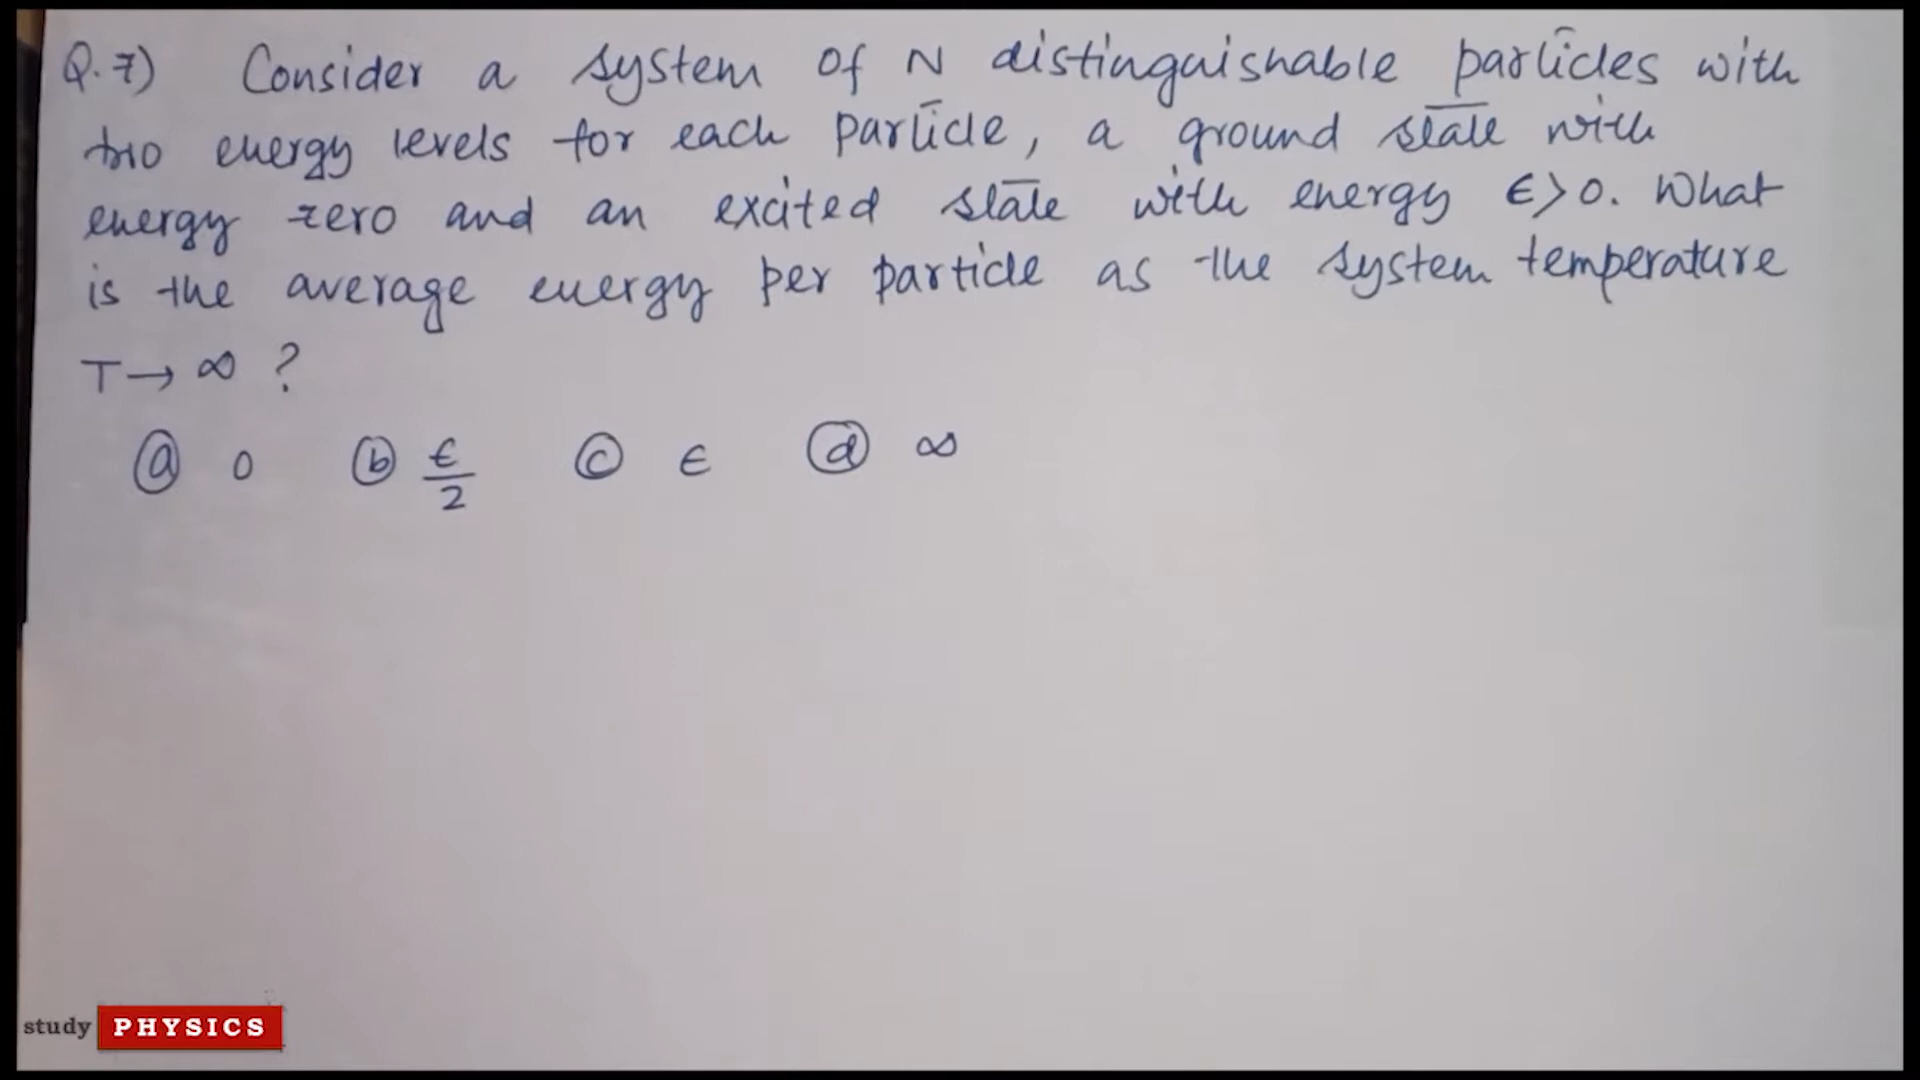 Q.7) Consider a system of N distinguishable particles with
two energy levels for each particle, a ground state with
energy zero and an excited state with energy ϵ>0. What
is the average energy per particle as the system temperature
T→∞ ?
ⓐ 0 ⓑ ϵ/2 ⓒ ϵ ⓓ ∞
study PHYSICS